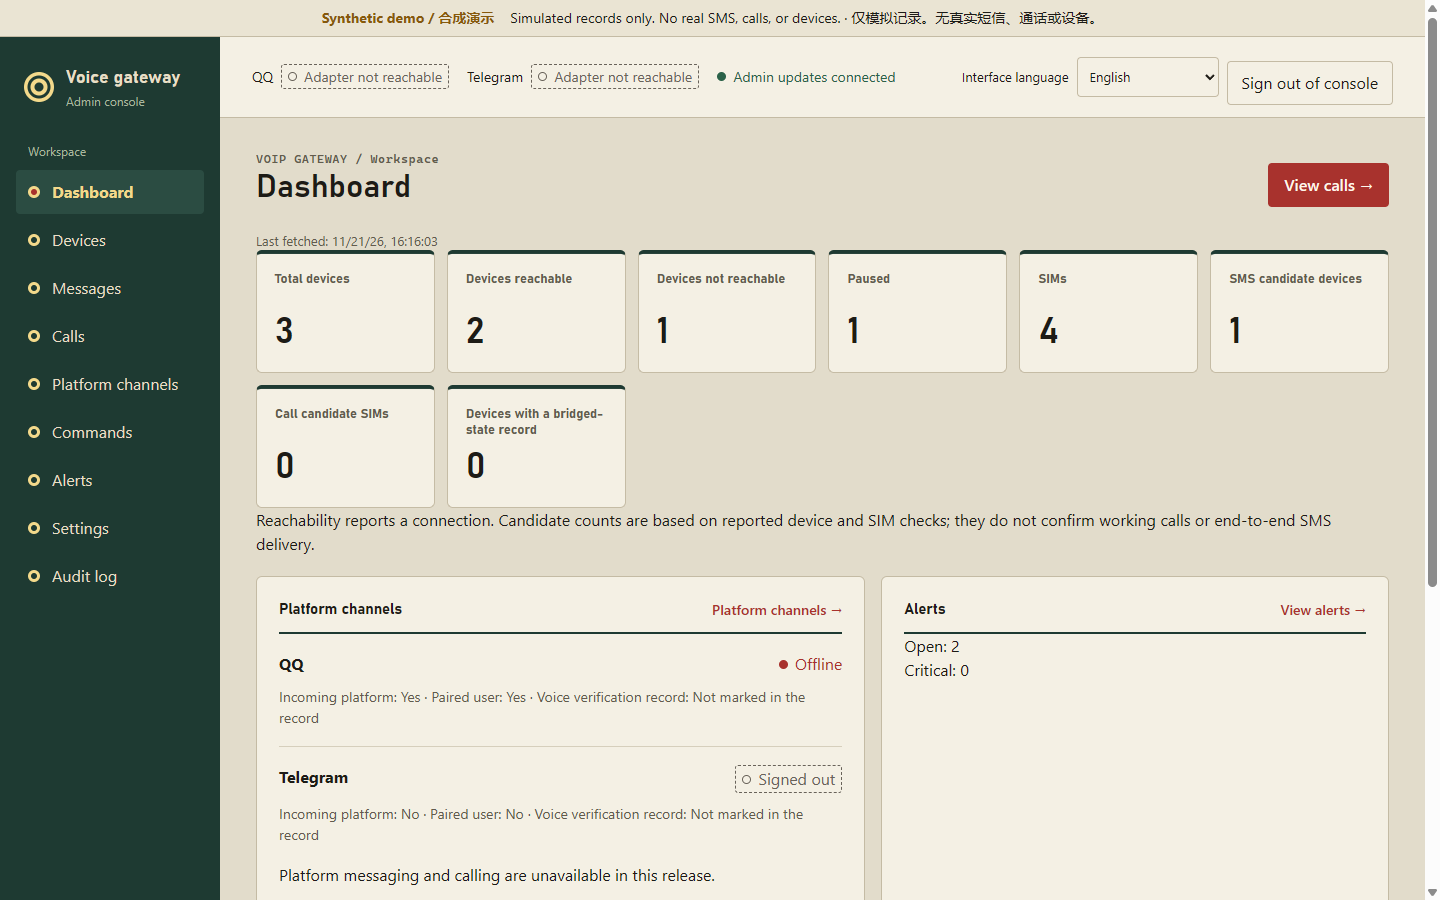 Synthetic demo / 合成演示 Simulated records only. No real SMS, calls, or devices. · 仅模拟记录。无真实短信、通话或设备。
Voice gateway
Admin console
QQ Adapter not reachable Telegram Adapter not reachable Admin updates connected Interface language English Sign out of console
Workspace
Dashboard
Devices
Messages
Calls
Platform channels
Commands
Alerts
Settings
Audit log
VOIP GATEWAY / Workspace
Dashboard
View calls →
Last fetched: 11/21/26, 16:16:03
Total devices
3
Devices reachable
2
Devices not reachable
1
Paused
1
SIMs
4
SMS candidate devices
1
Call candidate SIMs
0
Devices with a bridged-
state record
0
Reachability reports a connection. Candidate counts are based on reported device and SIM checks; they do not confirm working calls or end-to-end SMS
delivery.
Platform channels Platform channels →
QQ Offline
Incoming platform: Yes · Paired user: Yes · Voice verification record: Not marked in the
record
Telegram Signed out
Incoming platform: No · Paired user: No · Voice verification record: Not marked in the
record
Platform messaging and calling are unavailable in this release.
Alerts View alerts →
Open: 2
Critical: 0